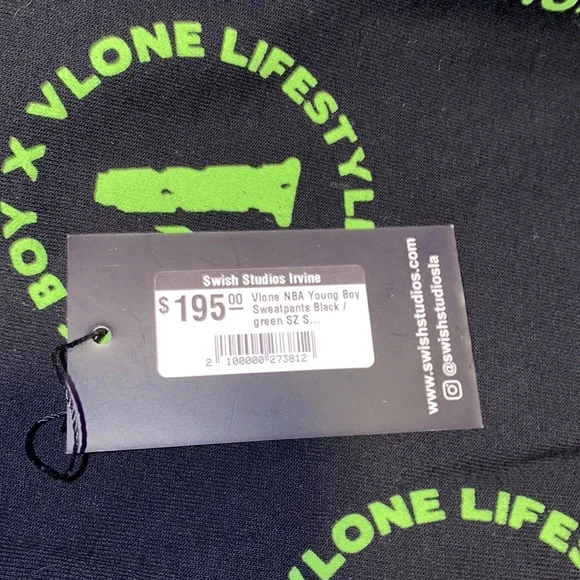 BOY X VLONE LIFESTYL
Swish Studios Irvine
$195.00
Vlone NBA Young Boy
Sweatpants Black /
green SZ S...
2 100000 273812
www.swishstudios.com
@swishstudiosla
VLONE LIFES